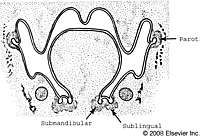 Parot
Submandibular
Sublingual
© 2008 Elsevier Inc.